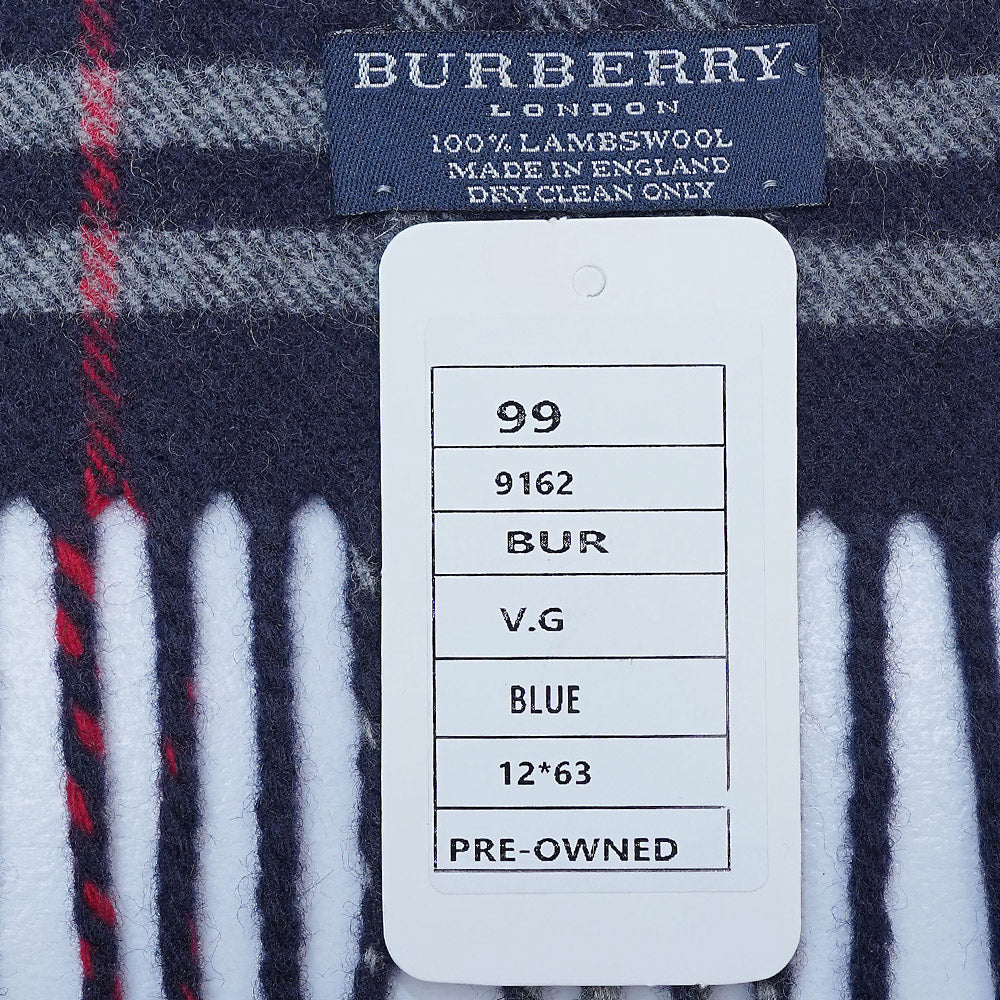 BURBERRY
LONDON
100% LAMBSWOOL
MADE IN ENGLAND
DRY CLEAN ONLY
99
9162
BUR
V.G
BLUE
12*63
PRE-OWNED